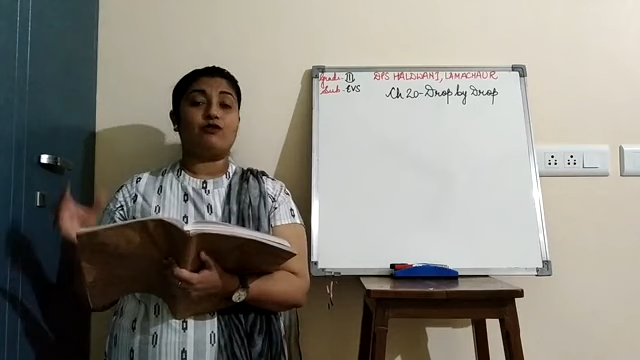 Grade- III DPS HALDWANI, LAMACHAUR
Sub- EVS Ch 20-Drop by Drop